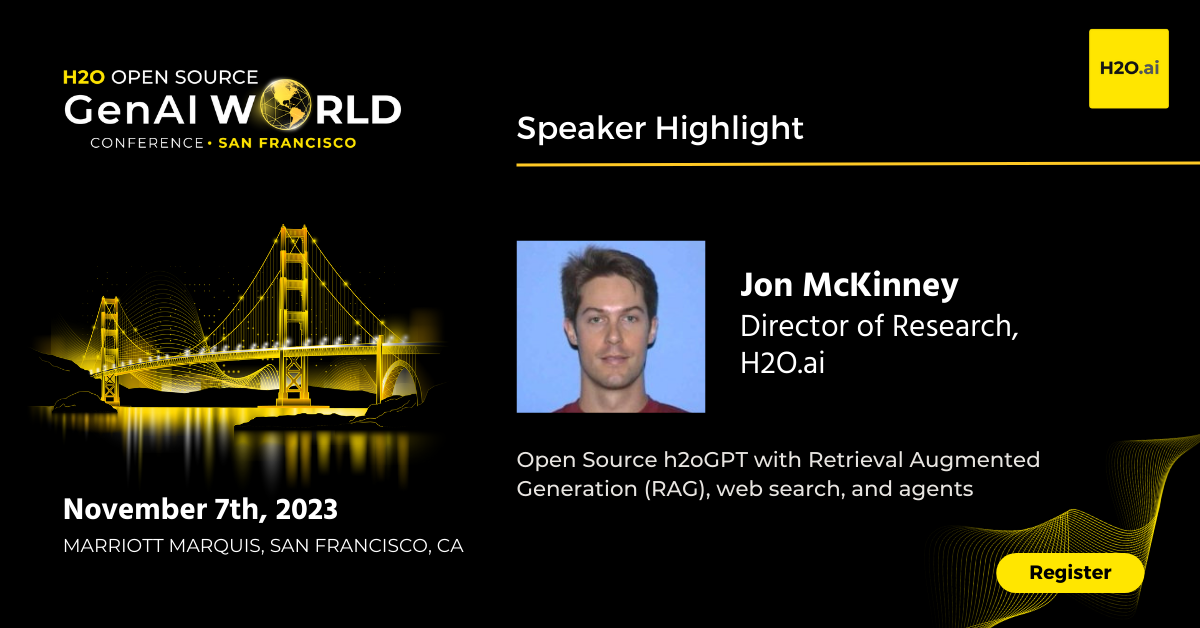 H2O OPEN SOURCE
GenAI WORLD
CONFERENCE • SAN FRANCISCO
H2O.ai
Speaker Highlight
Jon McKinney
Director of Research,
H2O.ai
Open Source h2oGPT with Retrieval Augmented
Generation (RAG), web search, and agents
November 7th, 2023
MARRIOTT MARQUIS, SAN FRANCISCO, CA
Register